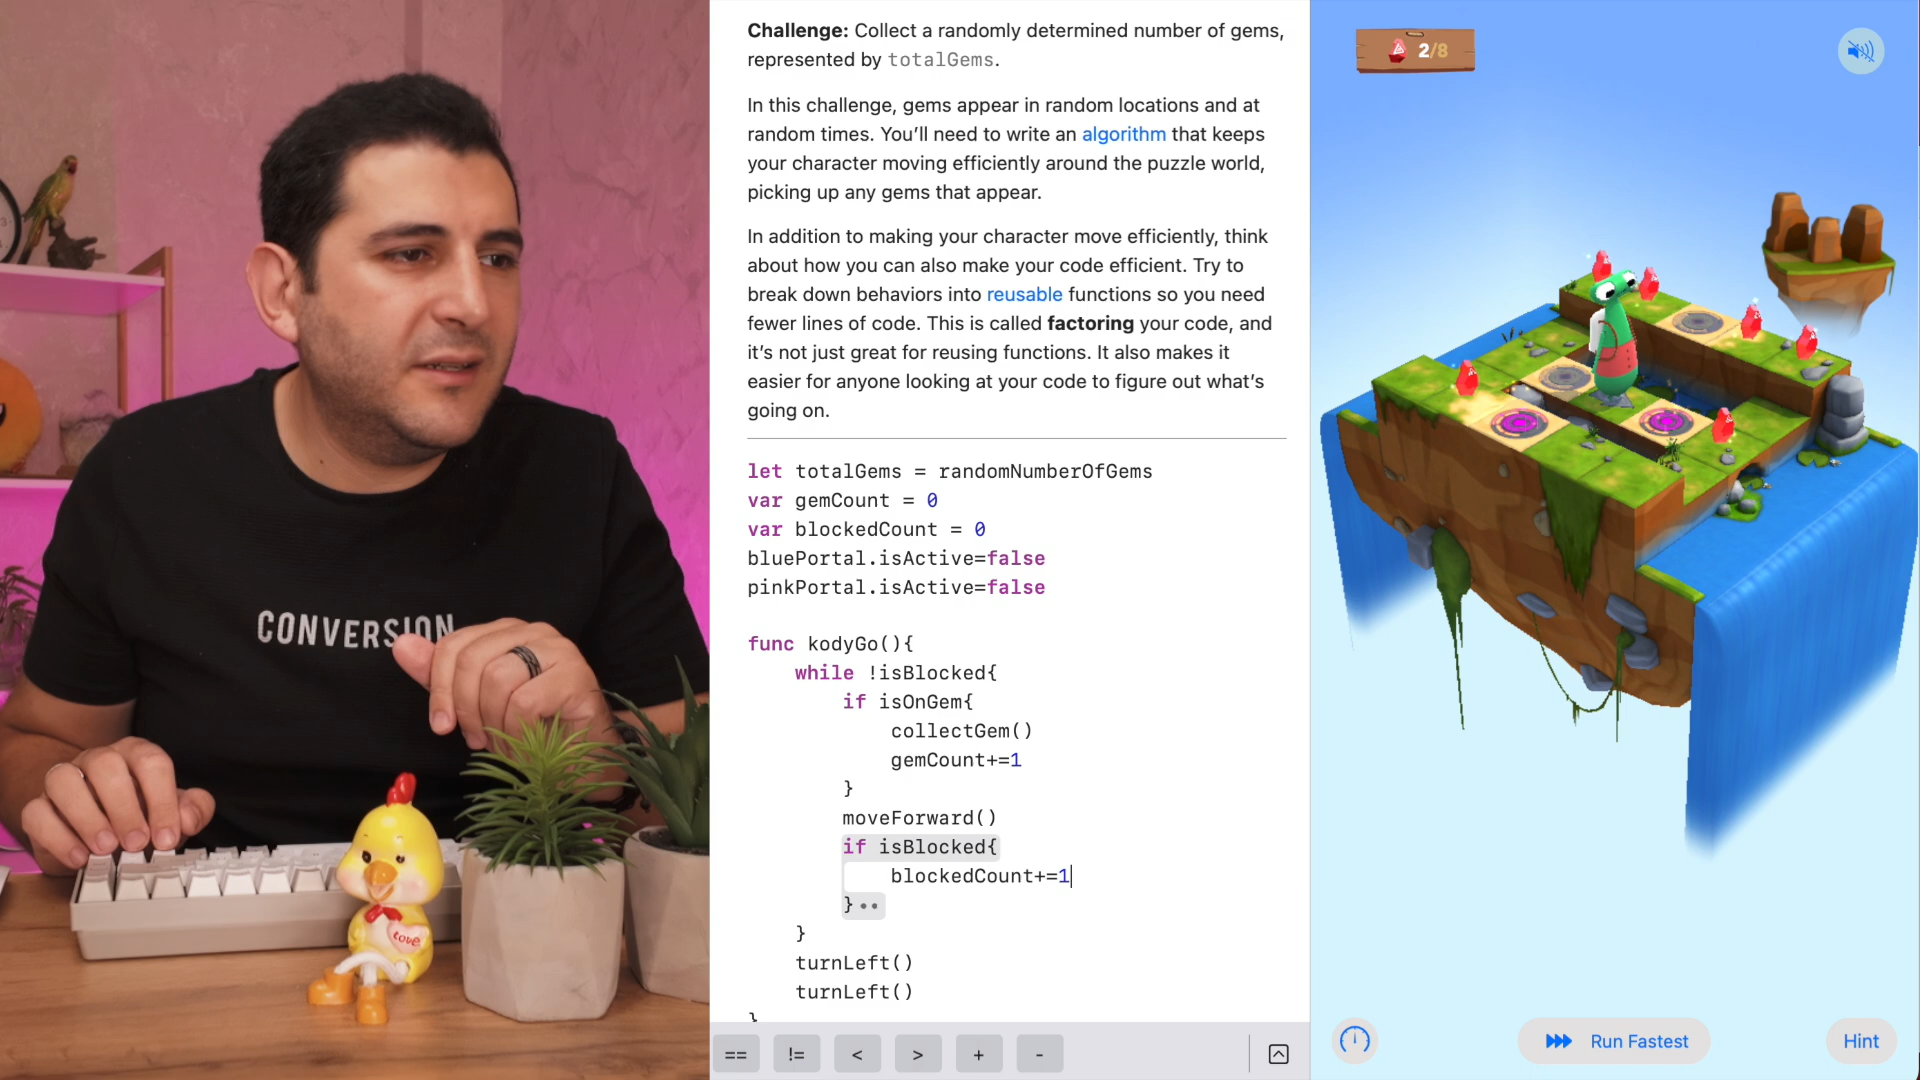 CONVERSION
LOVE
Challenge: Collect a randomly determined number of gems,
represented by totalGems.
In this challenge, gems appear in random locations and at
random times. You’ll need to write an algorithm that keeps
your character moving efficiently around the puzzle world,
picking up any gems that appear.
In addition to making your character move efficiently, think
about how you can also make your code efficient. Try to
break down behaviors into reusable functions so you need
fewer lines of code. This is called factoring your code, and
it’s not just great for reusing functions. It also makes it
easier for anyone looking at your code to figure out what’s
going on.
let totalGems = randomNumberOfGems
var gemCount = 0
var blockedCount = 0
bluePortal.isActive=false
pinkPortal.isActive=false
func kodyGo(){
while !isBlocked{
if isOnGem{
collectGem()
gemCount+=1
}
moveForward()
if isBlocked{
blockedCount+=1
}
}
turnLeft()
turnLeft()
}
== != < > + -
2/8
Run Fastest
Hint